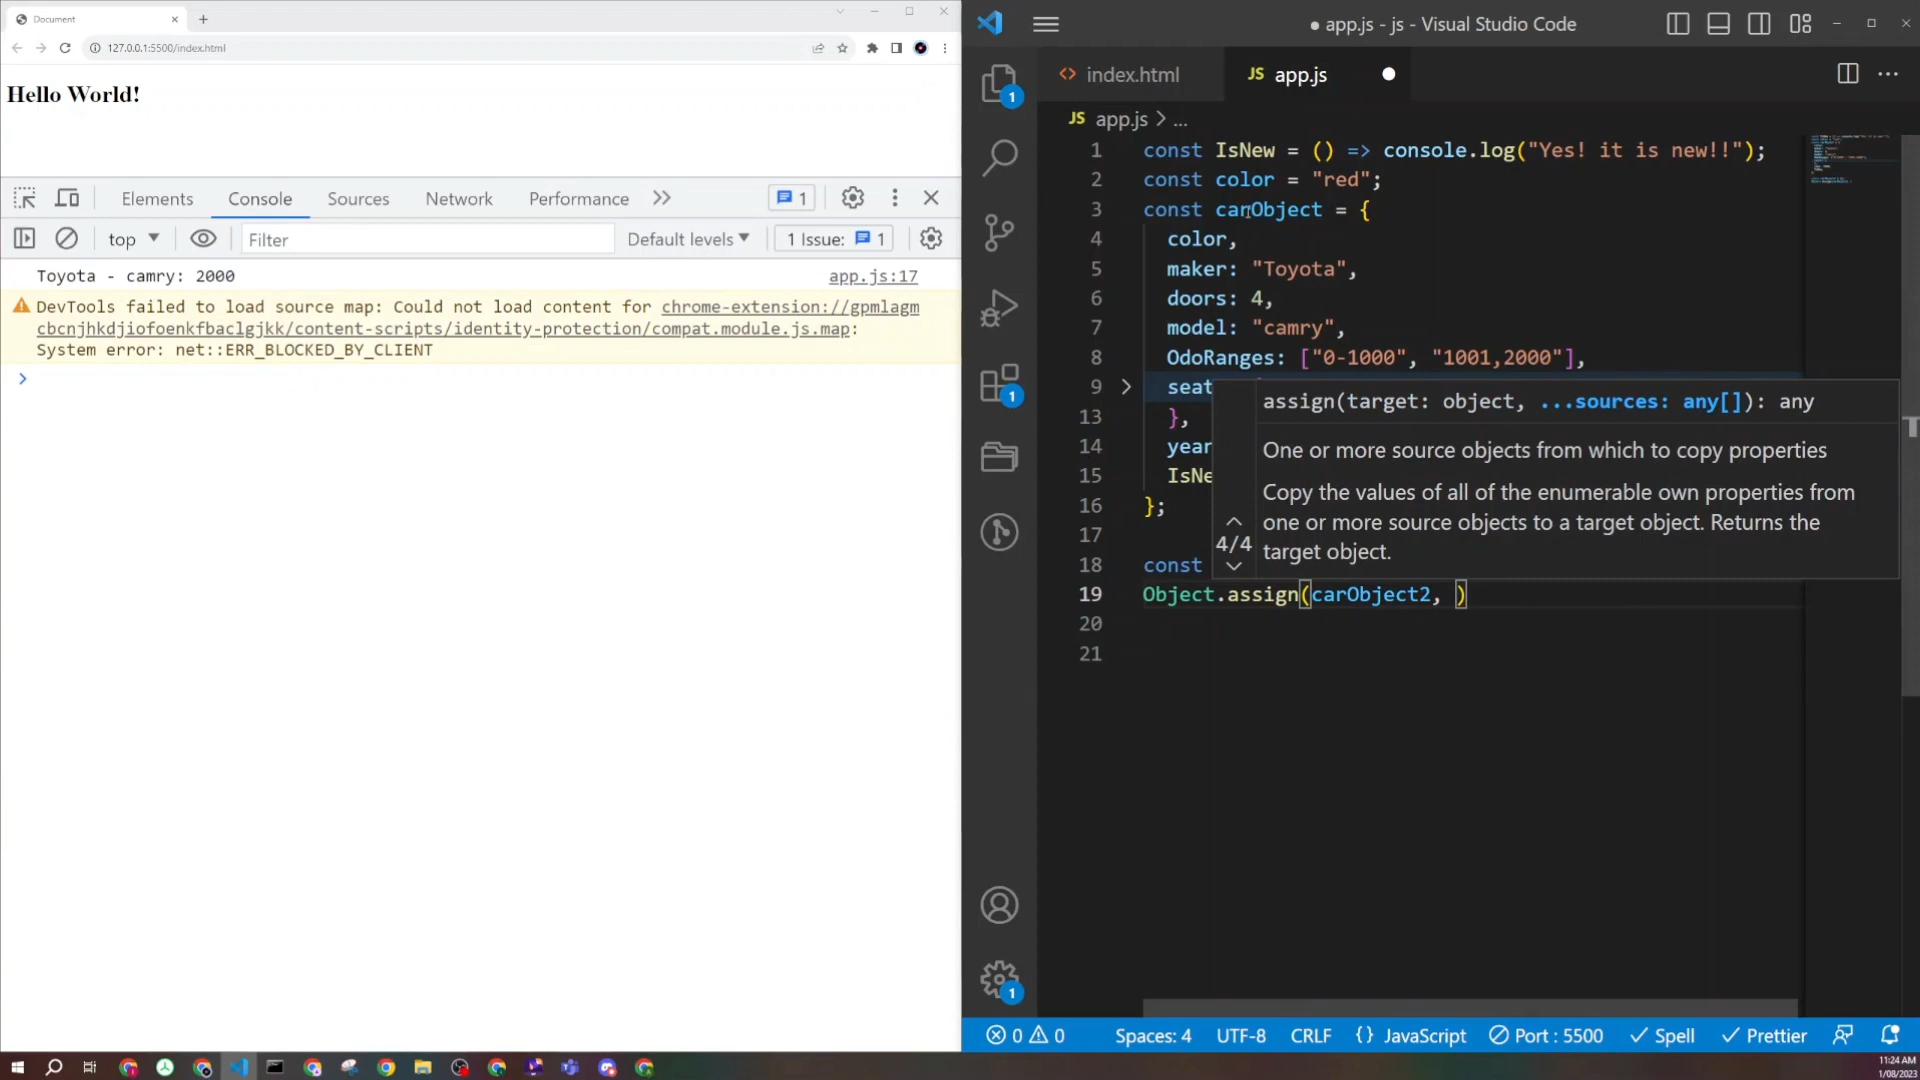 Document
127.0.0.1:5500/index.html
Hello World!
Elements
Console
Sources
Network
Performance
1
top
Filter
Default levels
1 Issue:
1
Toyota - camry: 2000
app.js:17
DevTools failed to load source map: Could not load content for chrome-extension://gpmlagm
cbcnjhkdjiofoenkfbaclgjkk/content-scripts/identity-protection/compat.module.js.map:
System error: net::ERR_BLOCKED_BY_CLIENT
● app.js - js - Visual Studio Code
index.html
JS app.js
JS app.js > ...
1
1
1
1 const IsNew = () => console.log("Yes! it is new!!");
2 const color = "red";
3 const carObject = {
4 color,
5 maker: "Toyota",
6 doors: 4,
7 model: "camry",
8 OdoRanges: ["0-1000", "1001,2000"],
9 seat
13 },
14 year
15 IsNe
16 };
17
18 const
19 Object.assign(carObject2, )
20
21
assign(target: object, ...sources: any[]): any
One or more source objects from which to copy properties
Copy the values of all of the enumerable own properties from
one or more source objects to a target object. Returns the
target object.
4/4
0 0
Spaces: 4
UTF-8
CRLF
{ } JavaScript
Port : 5500
Spell
Prettier
11:24 AM
1/08/2023